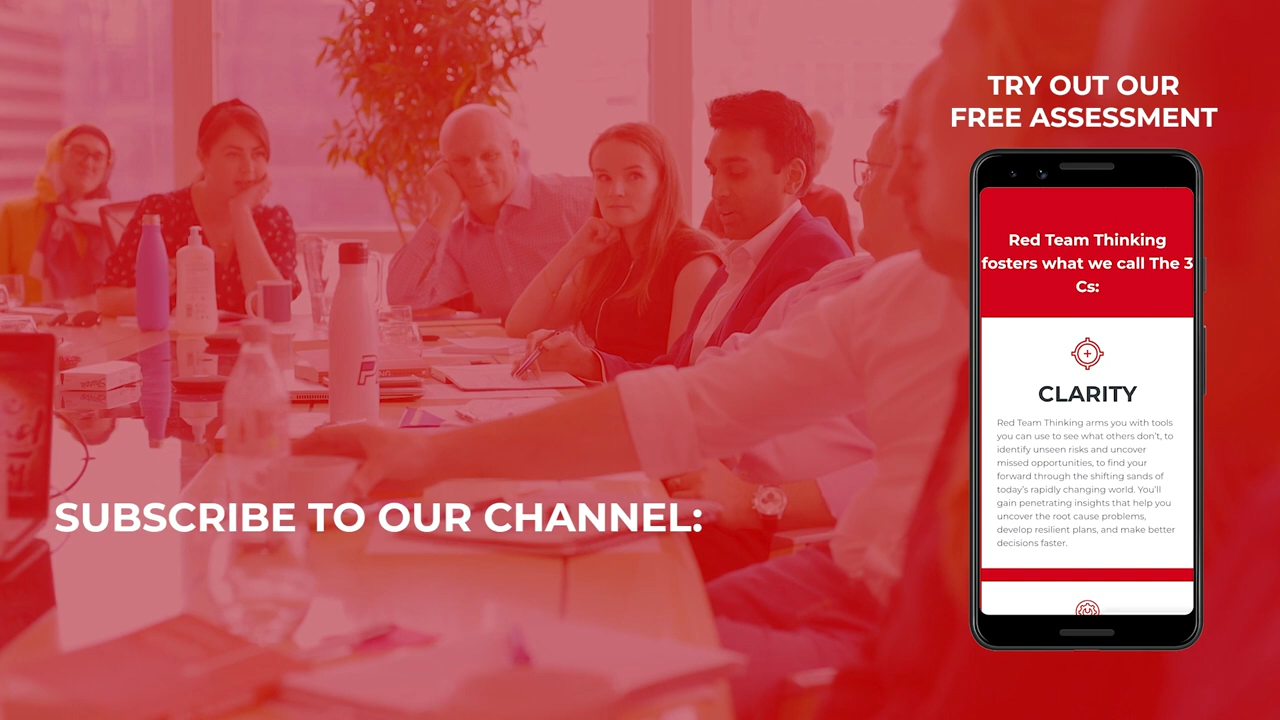 TRY OUT OUR
FREE ASSESSMENT
Red Team Thinking
fosters what we call The 3
Cs:
CLARITY
Red Team Thinking arms you with tools
you can use to see what others don't, to
identify unseen risks and uncover
missed opportunities, to find your
forward through the shifting sands of
today's rapidly changing world. You'll
gain penetrating insights that help you
uncover the root cause problems,
develop resilient plans, and make better
decisions faster.
SUBSCRIBE TO OUR CHANNEL: